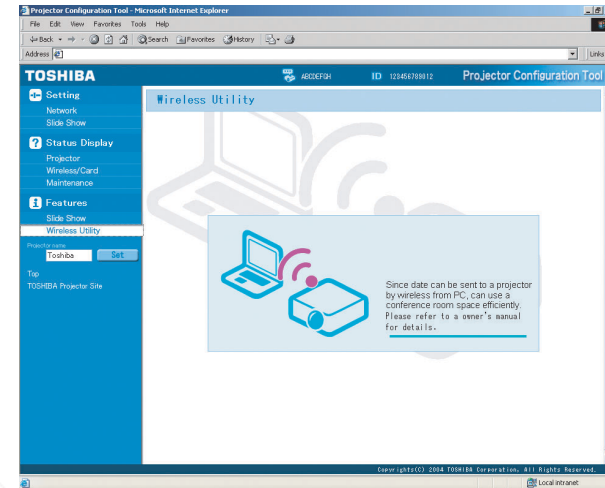 Projector Configuration Tool - Microsoft Internet Explorer
File Edit View Favorites Tools Help
Back Search Favorites History
Address Links
TOSHIBA ABCDEFGH ID 123456789012 Projector Configuration Tool
Setting
Network
Slide Show
Status Display
Projector
Wireless/Card
Maintenance
Features
Slide Show
Wireless Utility
Projector name
Toshiba Set
Top
TOSHIBA Projector Site
Wireless Utility
Since date can be sent to a projector
by wireless from PC, can use a
conference room space efficiently.
Please refer to a owner's manual
for details.
Copyrights(C) 2004 TOSHIBA Corporation, All Rights Reserved.
Local intranet